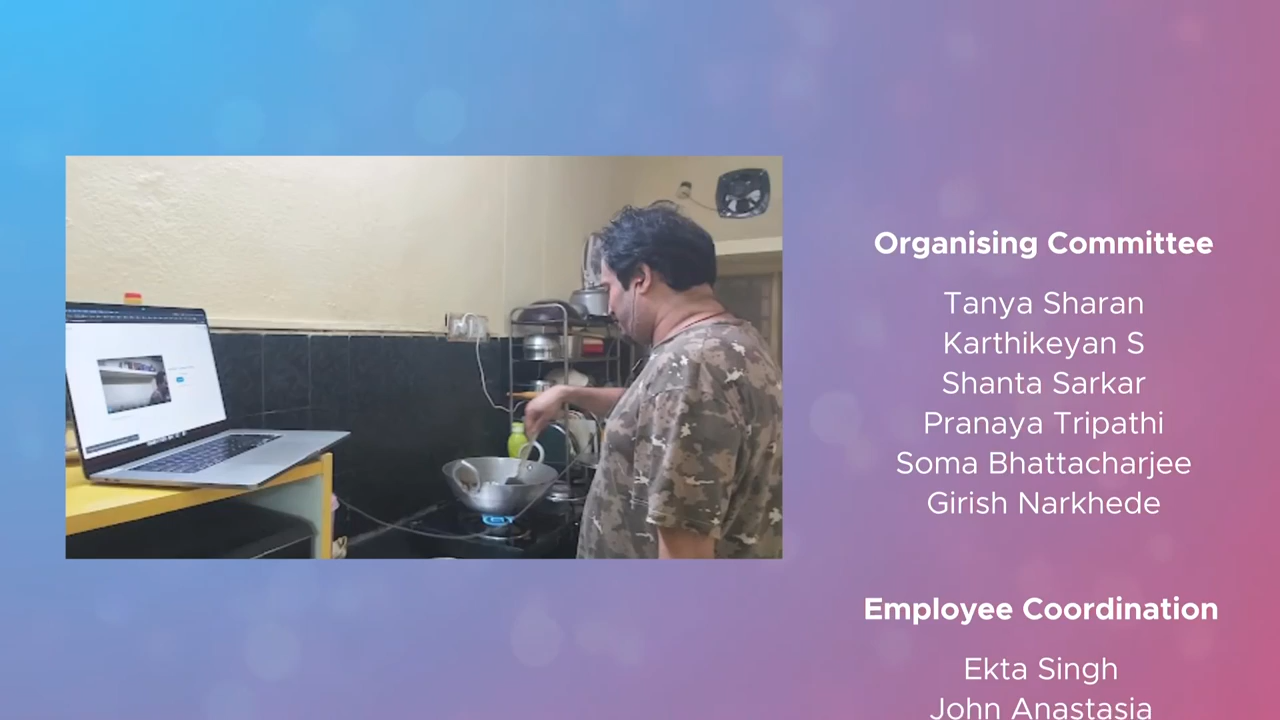 Organising Committee
Tanya Sharan
Karthikeyan S
Shanta Sarkar
Pranaya Tripathi
Soma Bhattacharjee
Girish Narkhede
Employee Coordination
Ekta Singh
John Anastasia